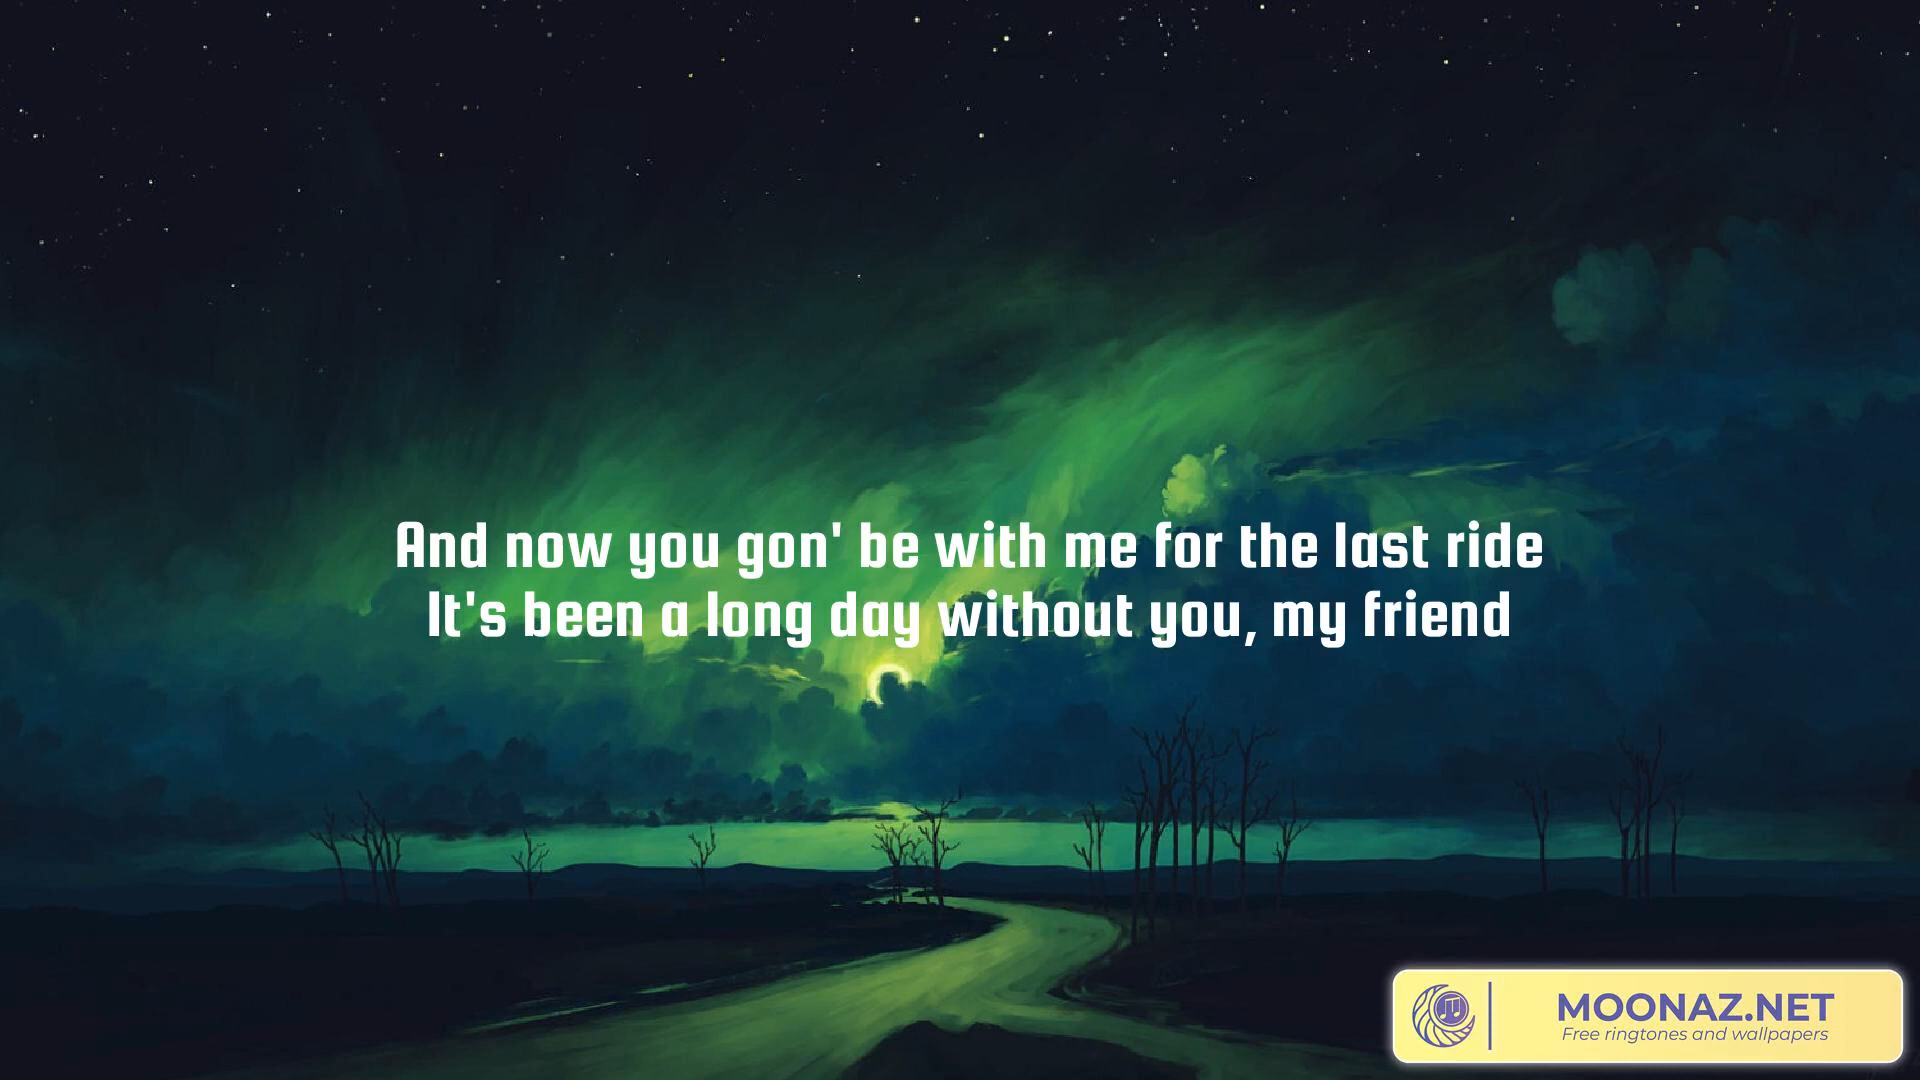 And now you gon' be with me for the last ride
It's been a long day without you, my friend
MOONAZ.NET
Free ringtones and wallpapers